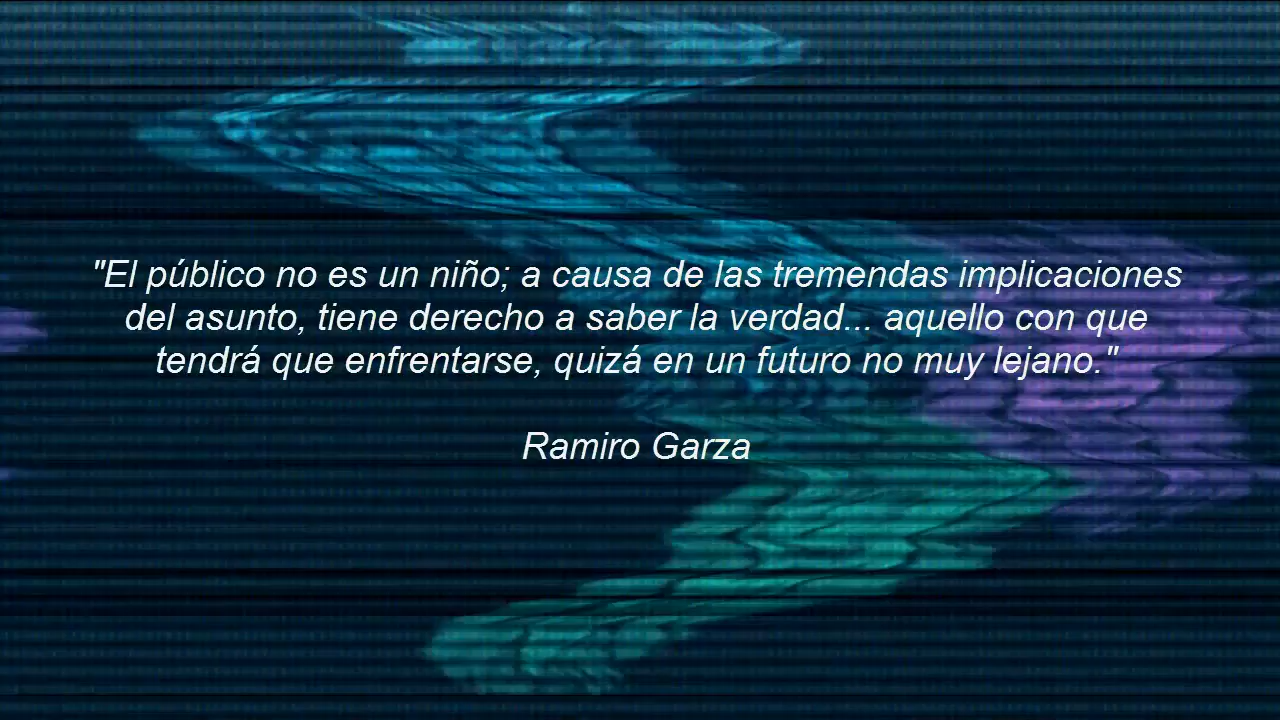 "El público no es un niño; a causa de las tremendas implicaciones
del asunto, tiene derecho a saber la verdad... aquello con que
tendrá que enfrentarse, quizá en un futuro no muy lejano."
Ramiro Garza